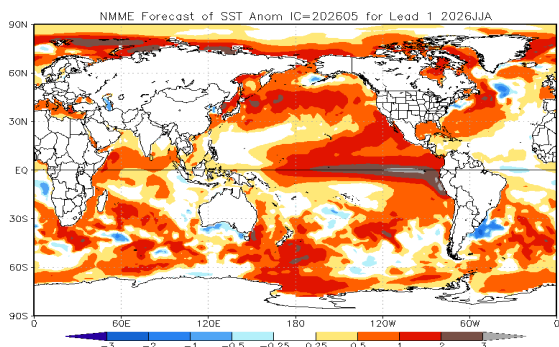 NMME Forecast of SST Anom IC=202605 for Lead 1 2026JJA
90N
60N
30N
EQ
30S
60S
90S
0 60E 120E 180 120W 60W 0
-3 -2 -1 -0.5 -0.25 0.25 0.5 1 2 3